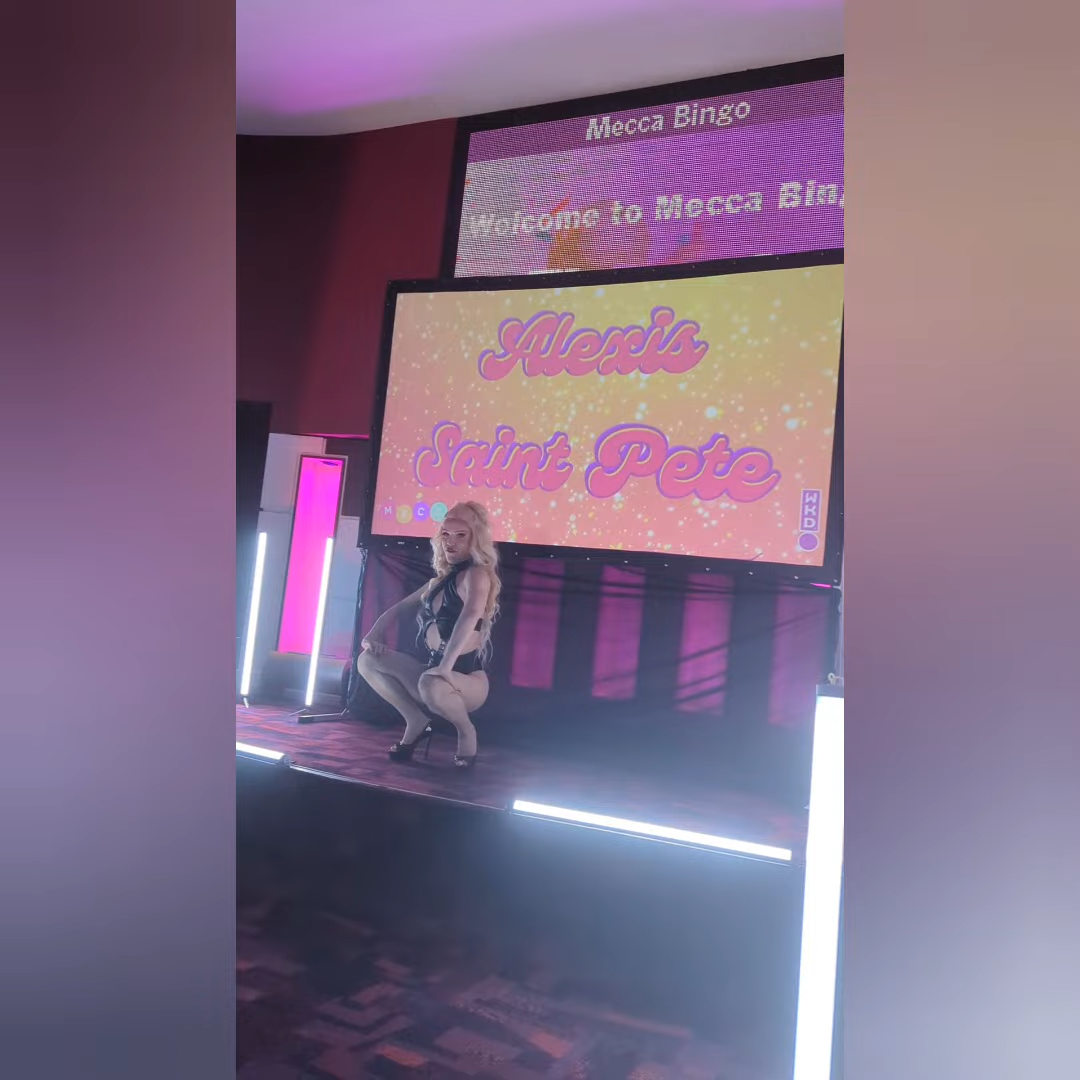 Mecca Bingo
Welcome to Mecca Bin
Alexis
Saint Pete
WKD